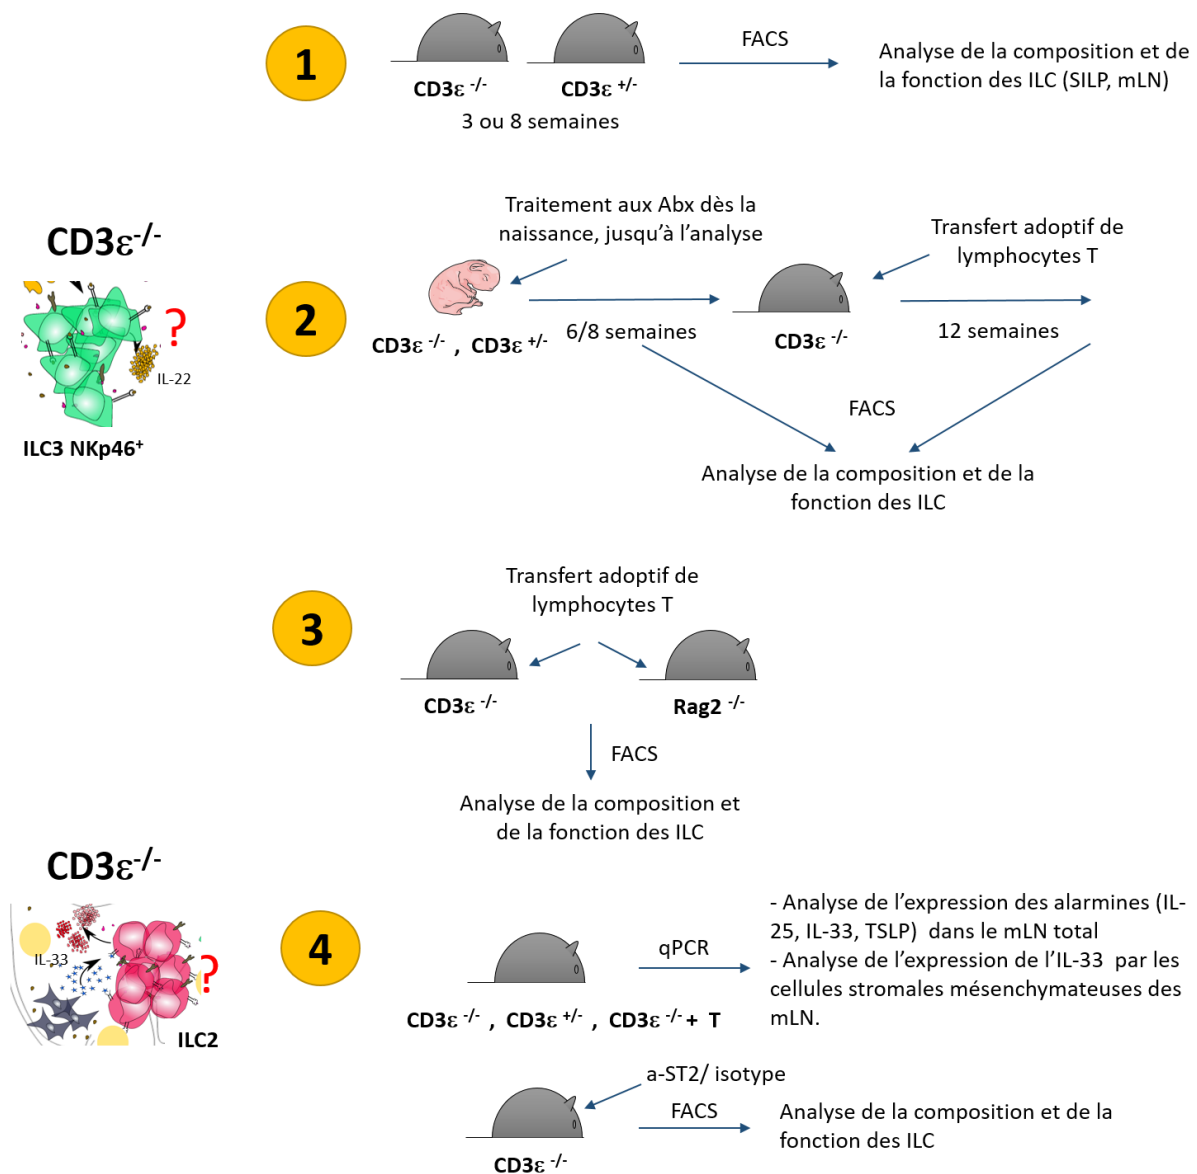 1
CD3ε -/-
CD3ε +/-
3 ou 8 semaines
FACS
Analyse de la composition et de
la fonction des ILC (SILP, mLN)
CD3ε-/-
?
IL-22
ILC3 NKp46+
2
Traitement aux Abx dès la
naissance, jusqu’à l’analyse
CD3ε -/- , CD3ε +/-
6/8 semaines
CD3ε -/-
Transfert adoptif de
lymphocytes T
12 semaines
FACS
Analyse de la composition et de la
fonction des ILC
3
Transfert adoptif de
lymphocytes T
CD3ε -/-
Rag2 -/-
FACS
Analyse de la composition et
de la fonction des ILC
CD3ε-/-
IL-33
?
ILC2
4
CD3ε -/- , CD3ε +/- , CD3ε -/- + T
qPCR
- Analyse de l’expression des alarmines (IL-
25, IL-33, TSLP) dans le mLN total
- Analyse de l’expression de l’IL-33 par les
cellules stromales mésenchymateuses des
mLN.
a-ST2/ isotype
CD3ε -/-
FACS
Analyse de la composition et de la
fonction des ILC